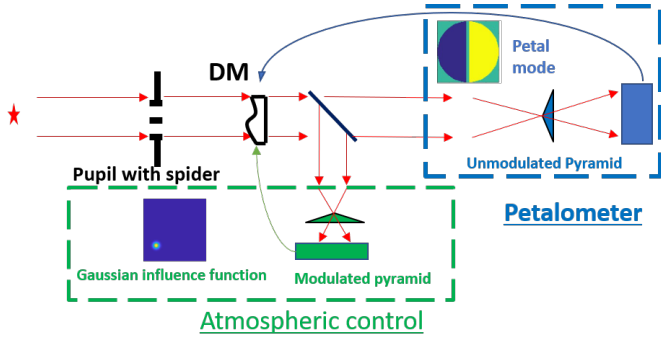 Petal
mode
DM
Unmodulated Pyramid
Pupil with spider
Petalometer
Gaussian influence function
Modulated pyramid
Atmospheric control